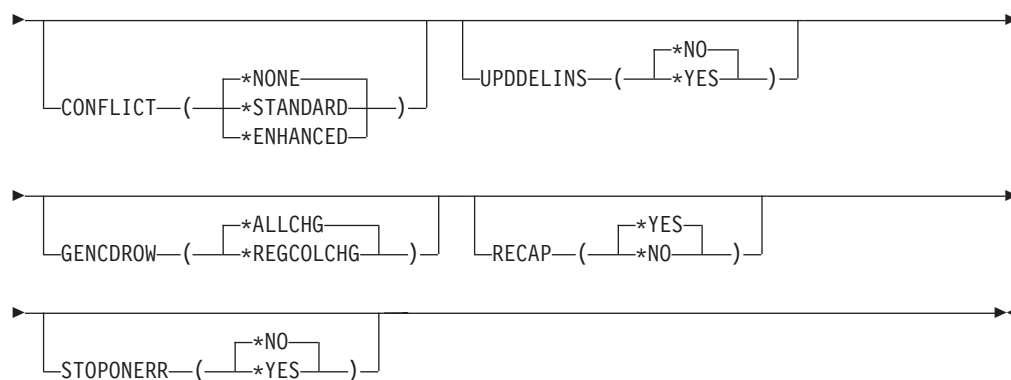 *NONE
CONFLICT ( *STANDARD )
*ENHANCED
*NO
UPDDELINS ( *YES )
*ALLCHG
GENCDROW ( *REGCOLCHG )
*YES
RECAP ( *NO )
*NO
STOPONERR ( *YES )